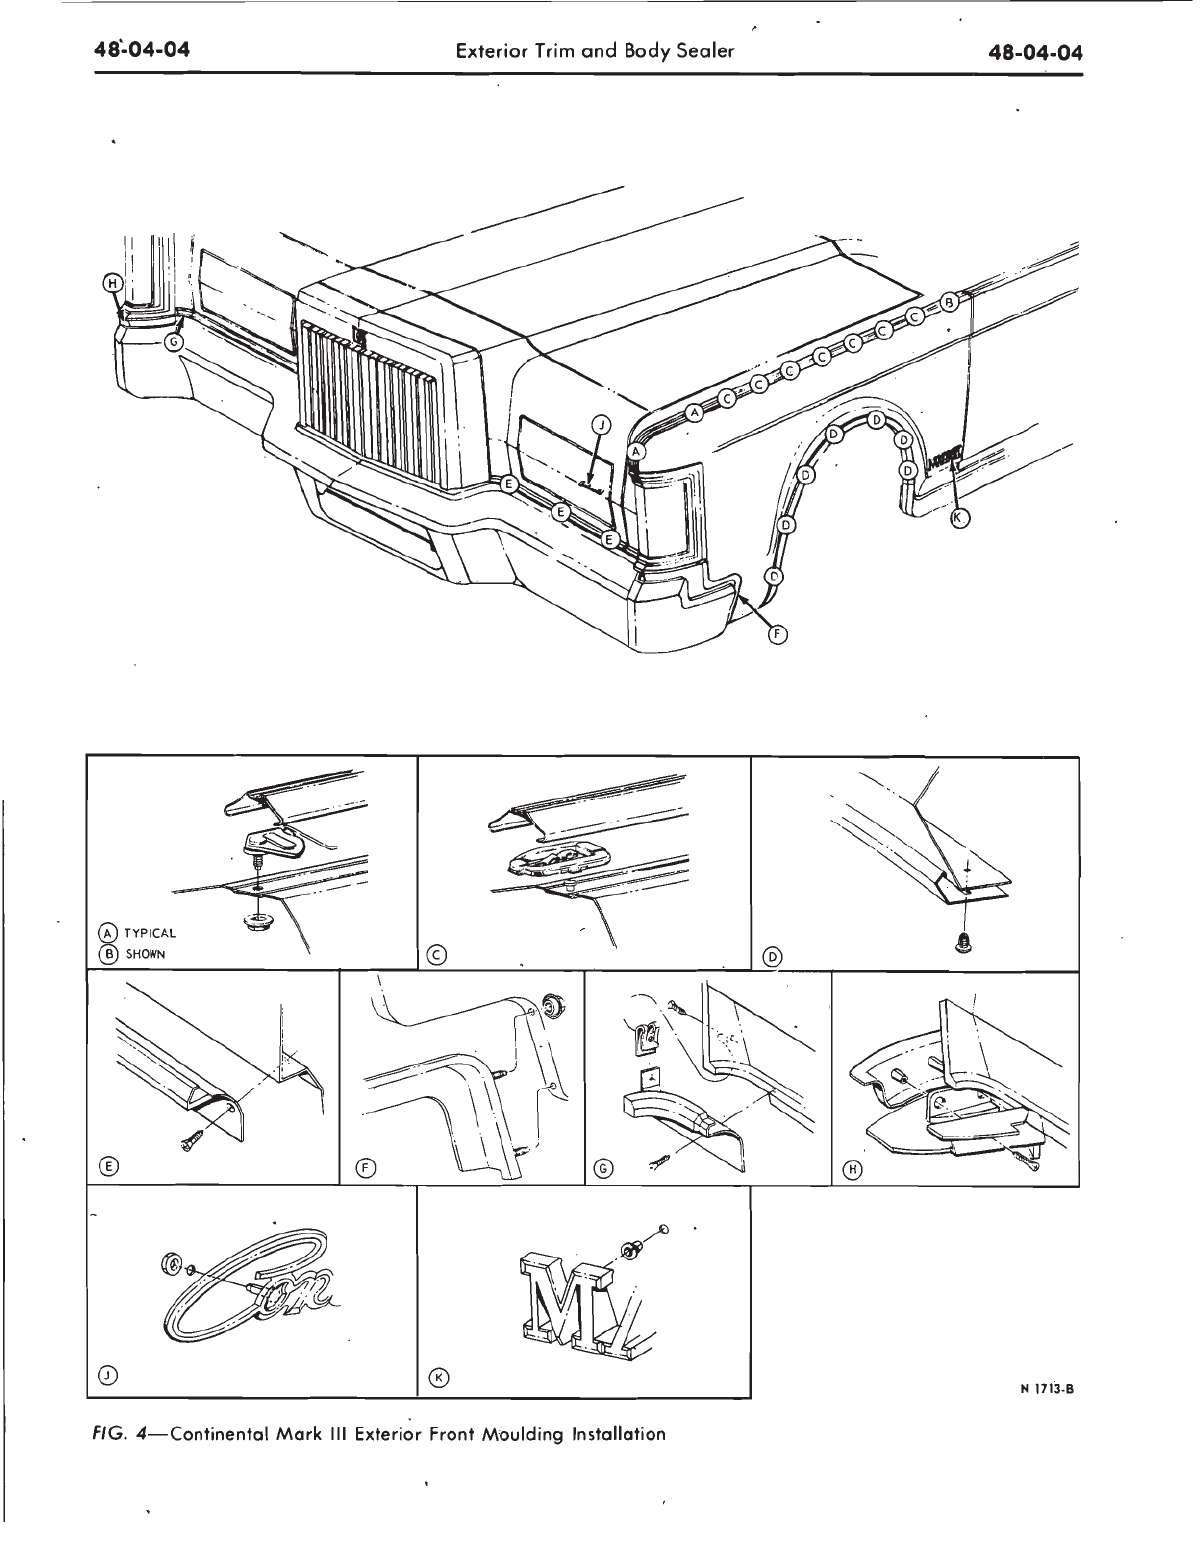 48-04-04 Exterior Trim and Body Sealer 48-04-04
H
G
B
C
C
C
C
C
C
C
A
A
J
D
D
D
D
D
D
D
D
E
E
E
K
F
A TYPICAL
B SHOWN
C
D
E
F
G
H
Con
J
M
K
N 1713-B
FIG. 4—Continental Mark III Exterior Front Moulding Installation